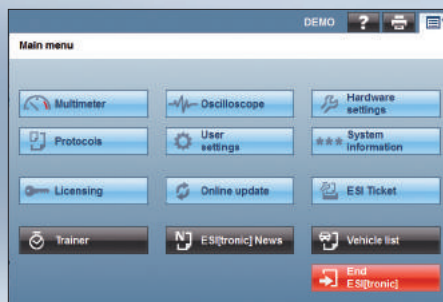 DEMO ?
Main menu
Multimeter
Oscilloscope
Hardware
settings
Protocols
User
settings
System
information
Licensing
Online update
ESI Ticket
Trainer
ESI[tronic] News
Vehicle list
End
ESI[tronic]